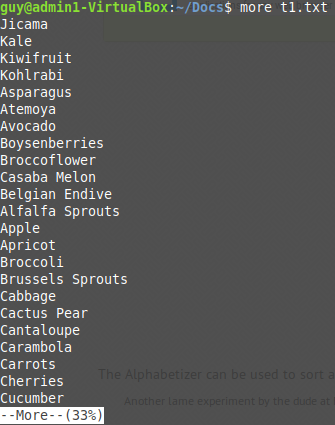 guy@admin1-VirtualBox:~/Docs$ more t1.txt
Jicama
Kale
Kiwifruit
Kohlrabi
Asparagus
Atemoya
Avocado
Boysenberries
Broccoflower
Casaba Melon
Belgian Endive
Alfalfa Sprouts
Apple
Apricot
Broccoli
Brussels Sprouts
Cabbage
Cactus Pear
Cantaloupe
Carambola
The Alphabetizer can be used to sort a
Carrots
Cherries
Another lame experiment by the dude at
Cucumber
--More--(33%)